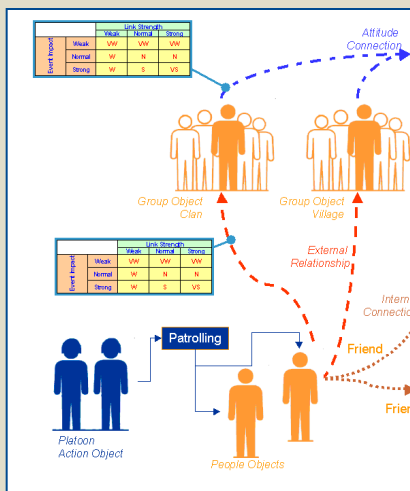 Link Strength
Weak Normal Strong
Event Impact
Weak VW VW VW
Normal W N N
Strong W S VS
Attitude
Connection
Group Object
Clan
Group Object
Village
Link Strength
Weak Normal Strong
Event Impact
Weak VW VW VW
Normal W N N
Strong W S VS
External
Relationship
Intern
Connectio
Patrolling
Friend
Frien
Platoon
Action Object
People Objects